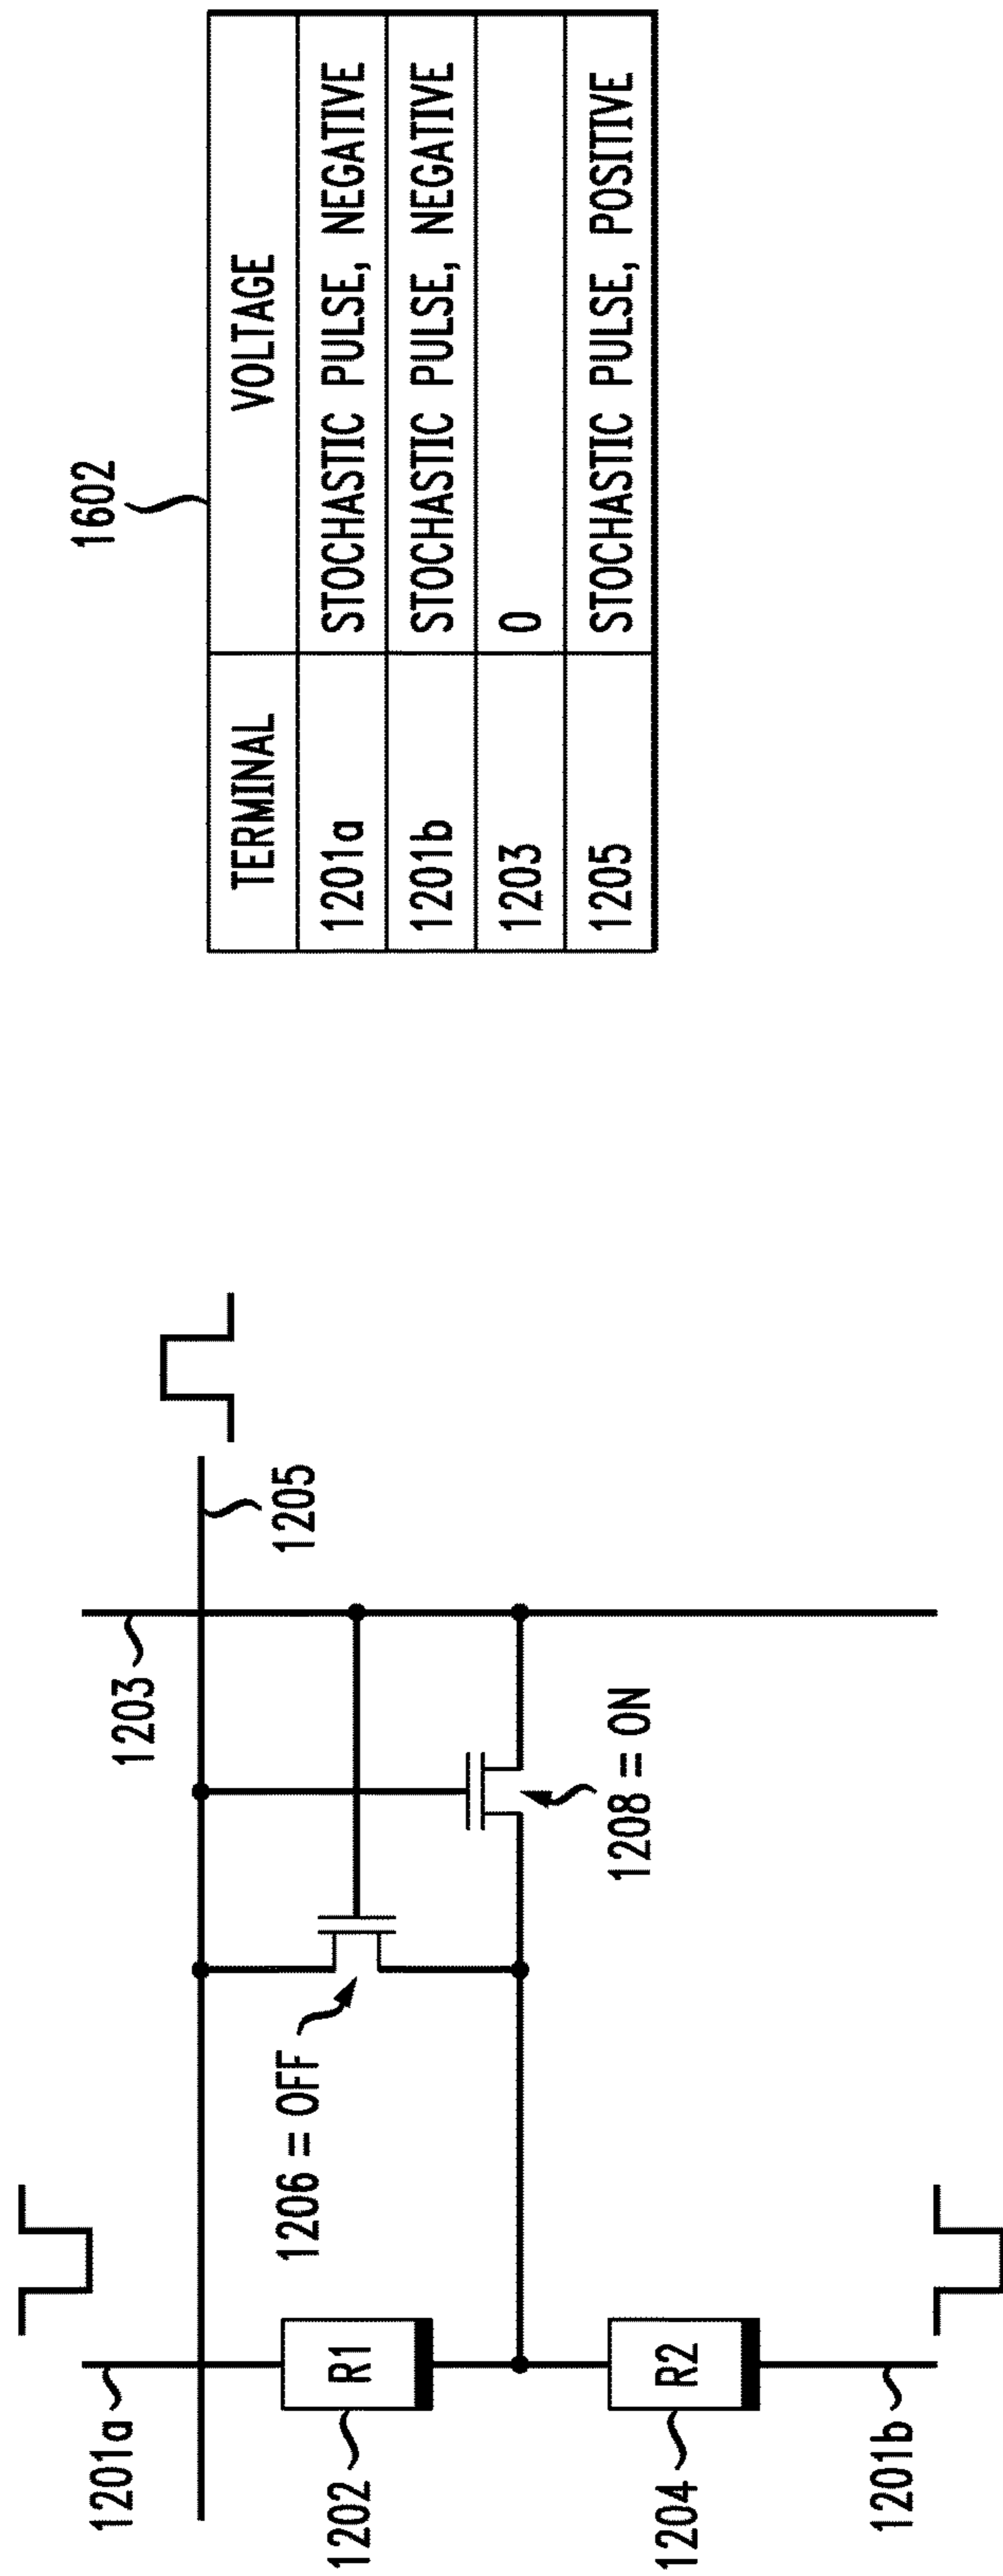 1201a
1203
1205
1202
R1
1206 = OFF
1204
R2
1208 = ON
1201b
1602
TERMINAL VOLTAGE
1201a STOCHASTIC PULSE, NEGATIVE
1201b STOCHASTIC PULSE, NEGATIVE
1203 0
1205 STOCHASTIC PULSE, POSITIVE